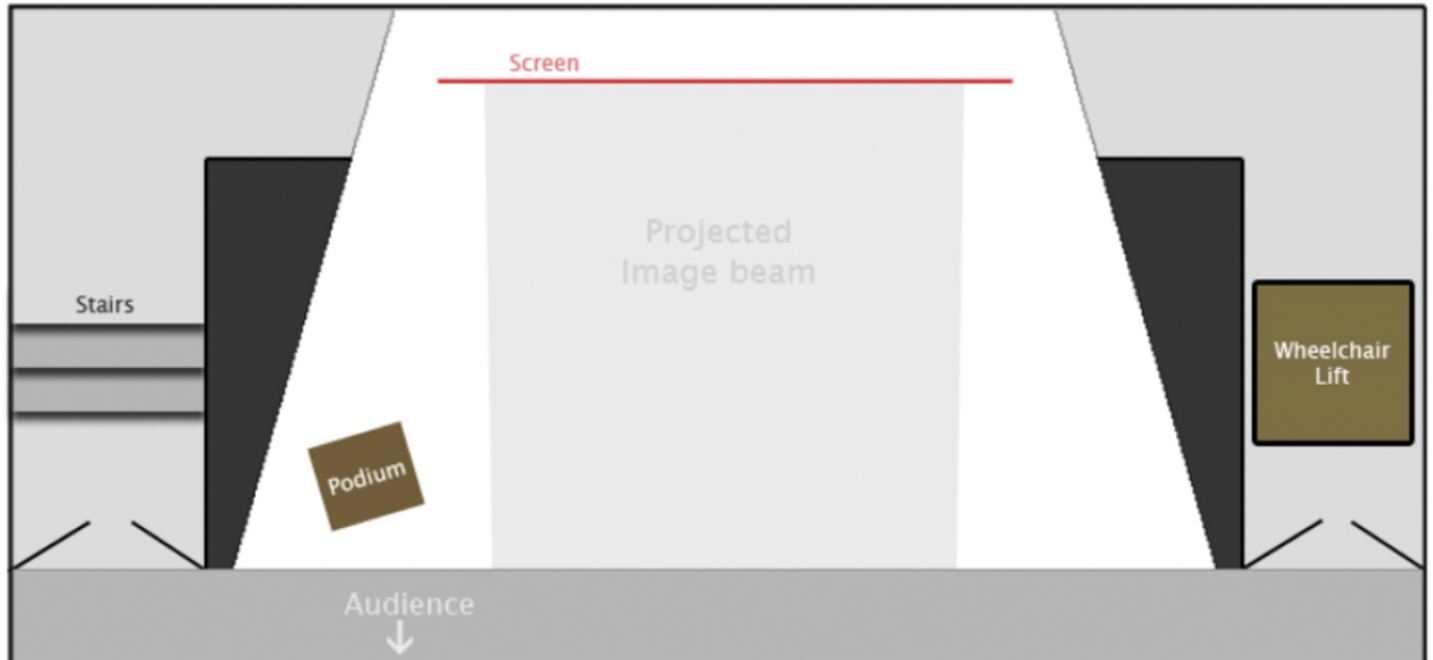 Screen
Projected
Image beam
Stairs
Wheelchair
Lift
Podium
Audience